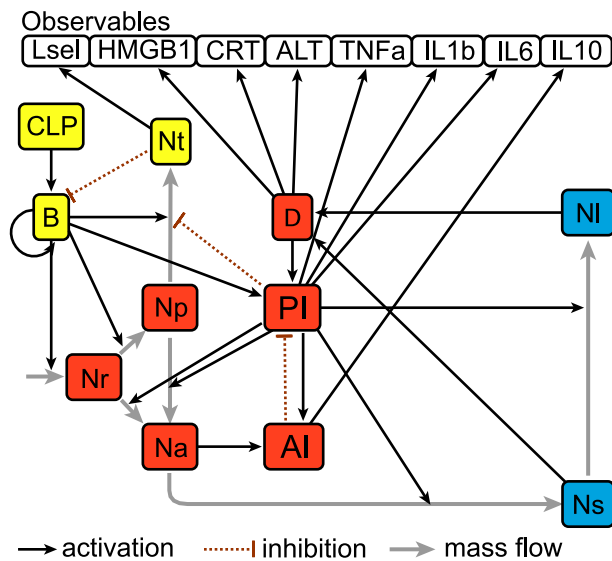 Observables
Lsel HMGB1 CRT ALT TNFa IL1b IL6 IL10
CLP
Nt
B
D
Nl
Np
PI
Nr
Na
AI
Ns
activation inhibition mass flow